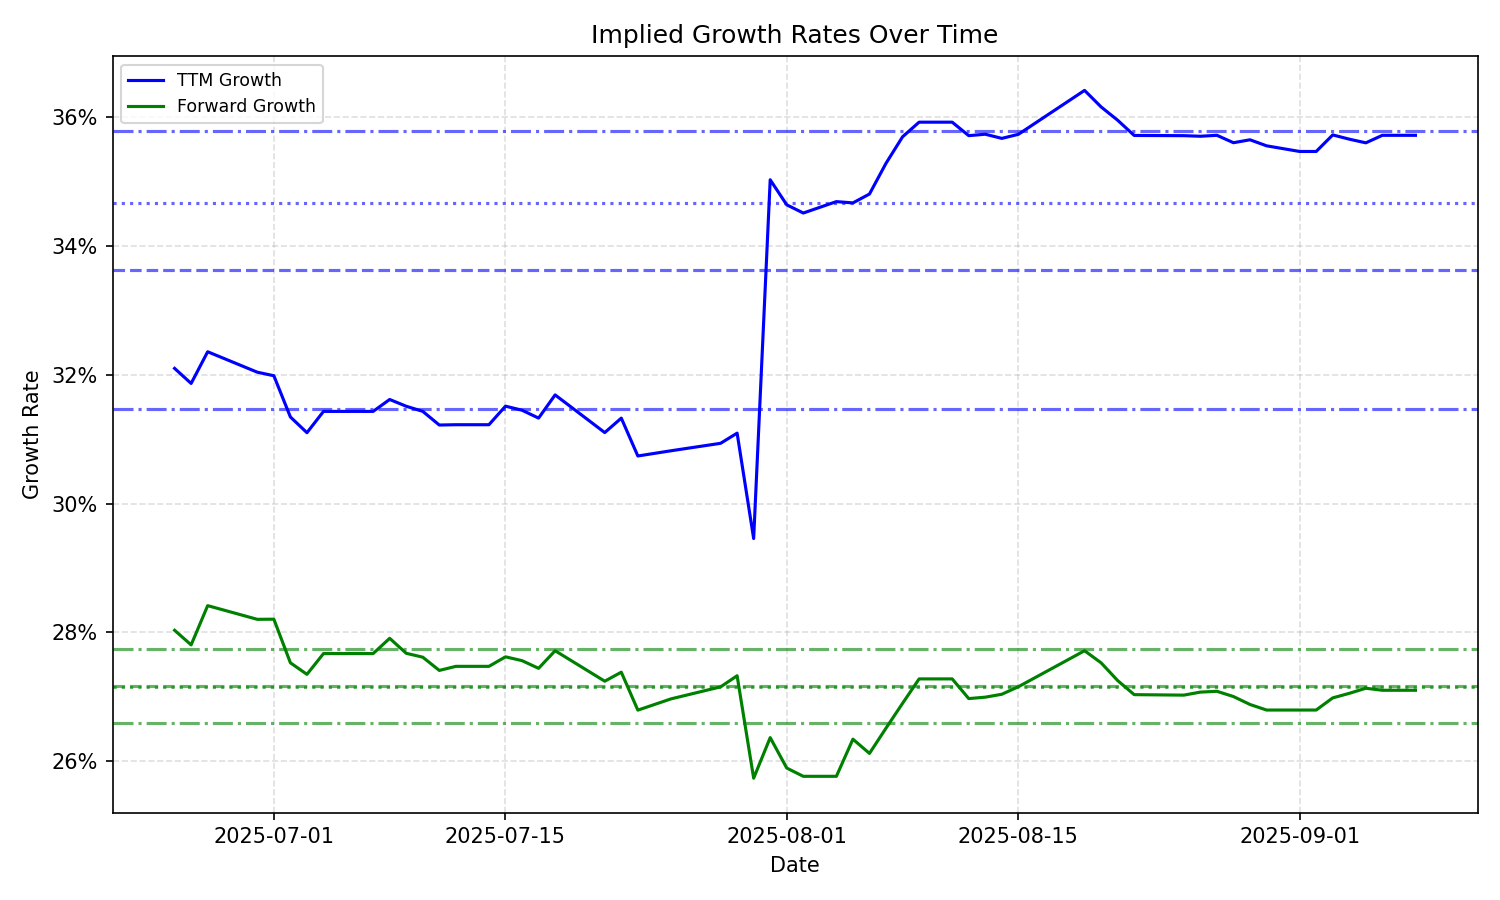 Implied Growth Rates Over Time
TTM Growth
Forward Growth
36%
34%
32%
30%
28%
26%
Growth Rate
2025-07-01
2025-07-15
2025-08-01
2025-08-15
2025-09-01
Date